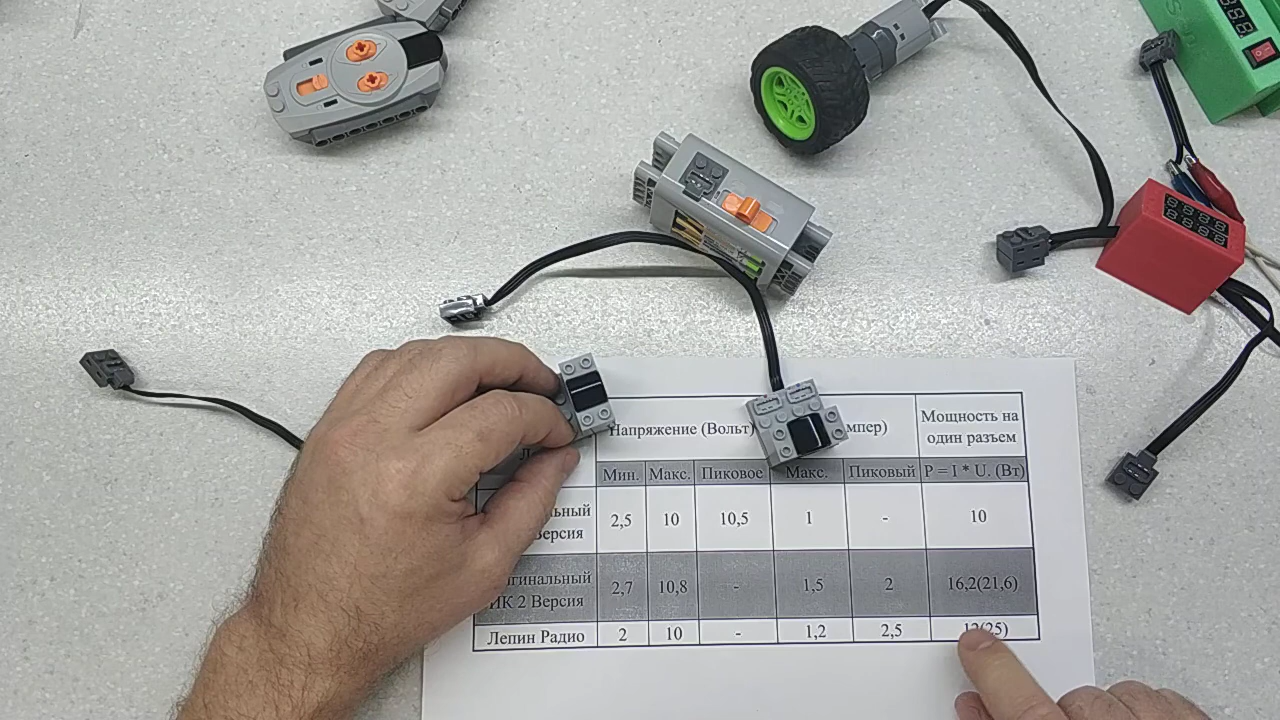 Напряжение (Вольт)
мпер)
Мощность на
один разъем
Мин. Макс. Пиковое Макс. Пиковый P = I * U. (Вт)
2,5 10 10,5 1 - 10
ерсия
гинальный
ИК 2 Версия
2,7 10,8 - 1,5 2 16,2(21,6)
Лепин Радио 2 10 - 1,2 2,5 12(25)